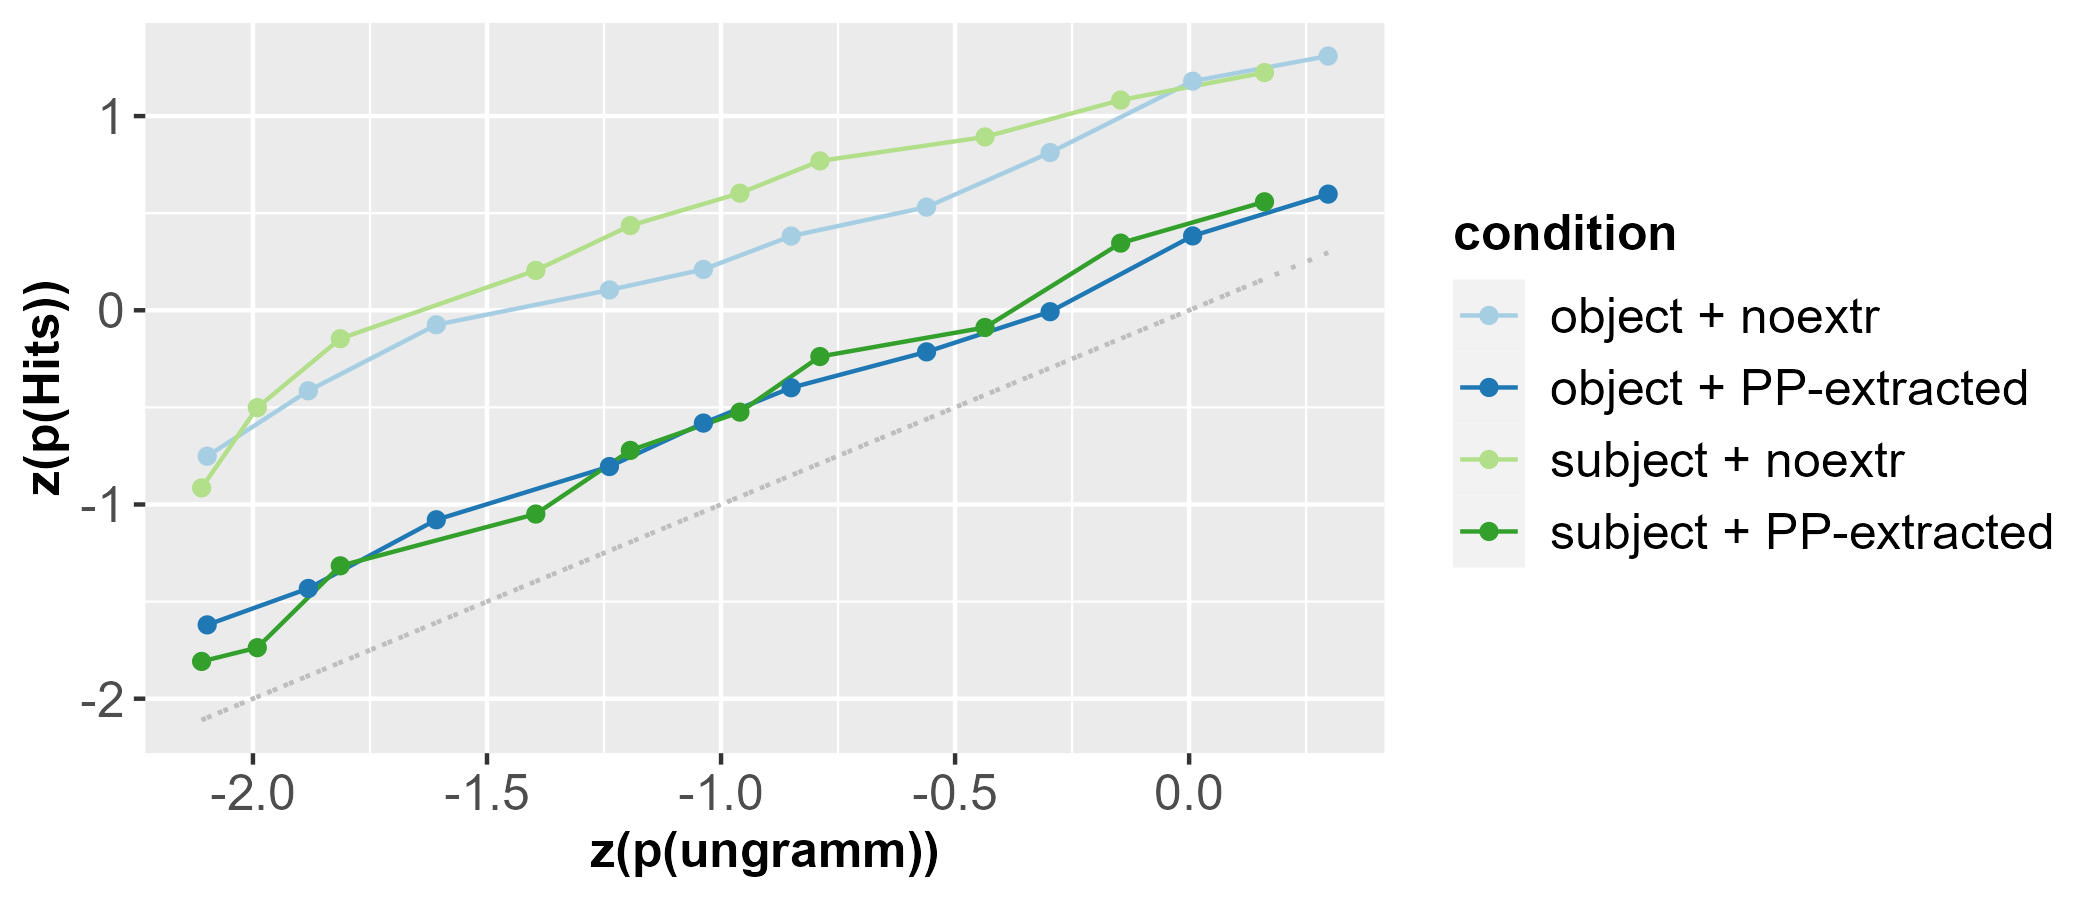 z(p(Hits))
1
0
-1
-2
-2.0 -1.5 -1.0 -0.5 0.0
z(p(ungramm))
condition
object + noextr
object + PP-extracted
subject + noextr
subject + PP-extracted